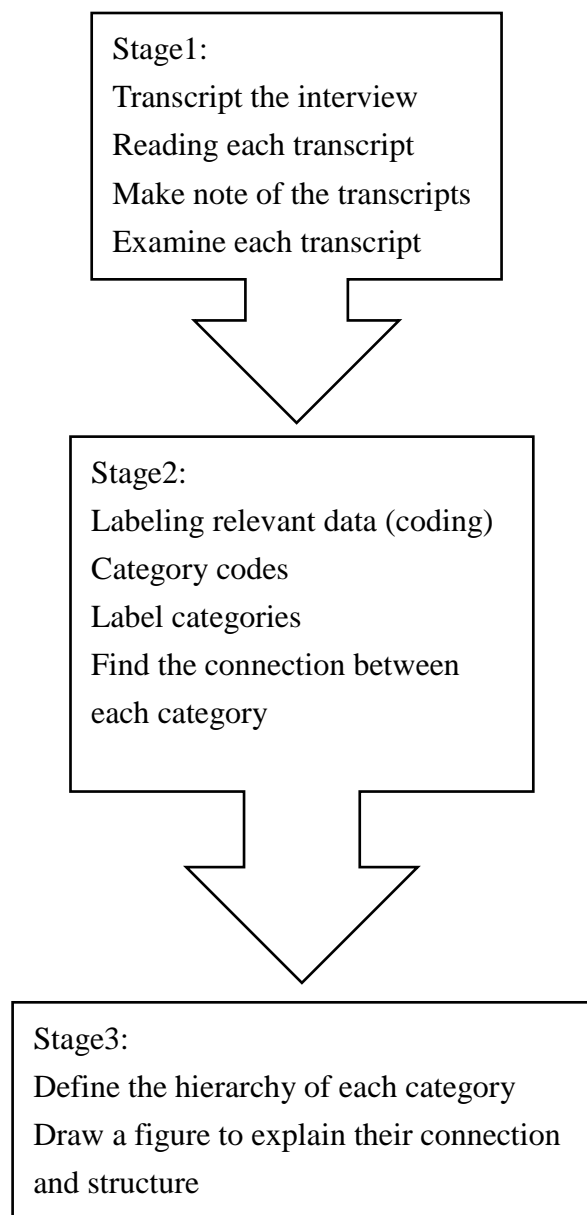 Stage1:
Transcript the interview
Reading each transcript
Make note of the transcripts
Examine each transcript
Stage2:
Labeling relevant data (coding)
Category codes
Label categories
Find the connection between
each category
Stage3:
Define the hierarchy of each category
Draw a figure to explain their connection
and structure